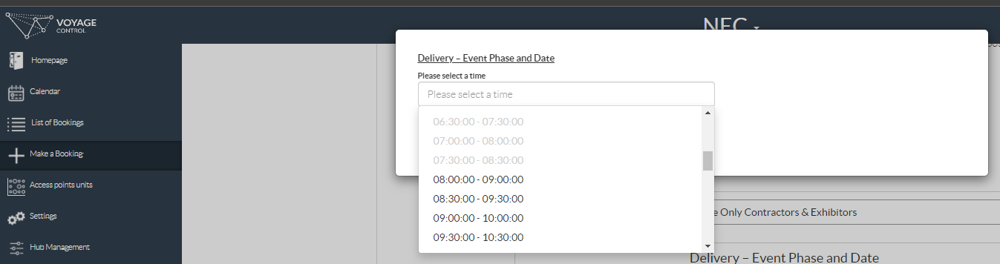 VOYAGE
CONTROL
NEC
Homepage
Calendar
List of Bookings
Make a Booking
Access points units
Settings
Hub Management
Delivery – Event Phase and Date
Please select a time
Please select a time
06:30:00 - 07:30:00
07:00:00 - 08:00:00
07:30:00 - 08:30:00
08:00:00 - 09:00:00
08:30:00 - 09:30:00
09:00:00 - 10:00:00
09:30:00 - 10:30:00
Only Contractors & Exhibitors
Delivery – Event Phase and Date